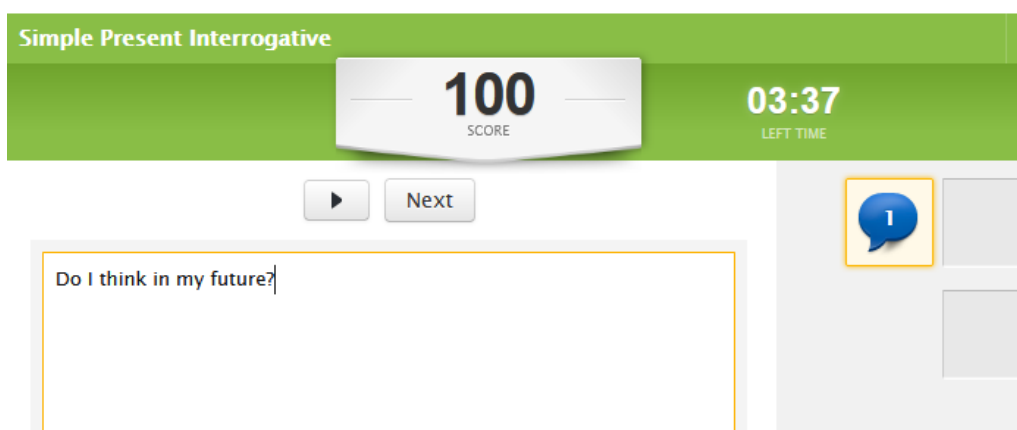 Simple Present Interrogative
100
SCORE
03:37
LEFT TIME
Next
1
Do I think in my future?